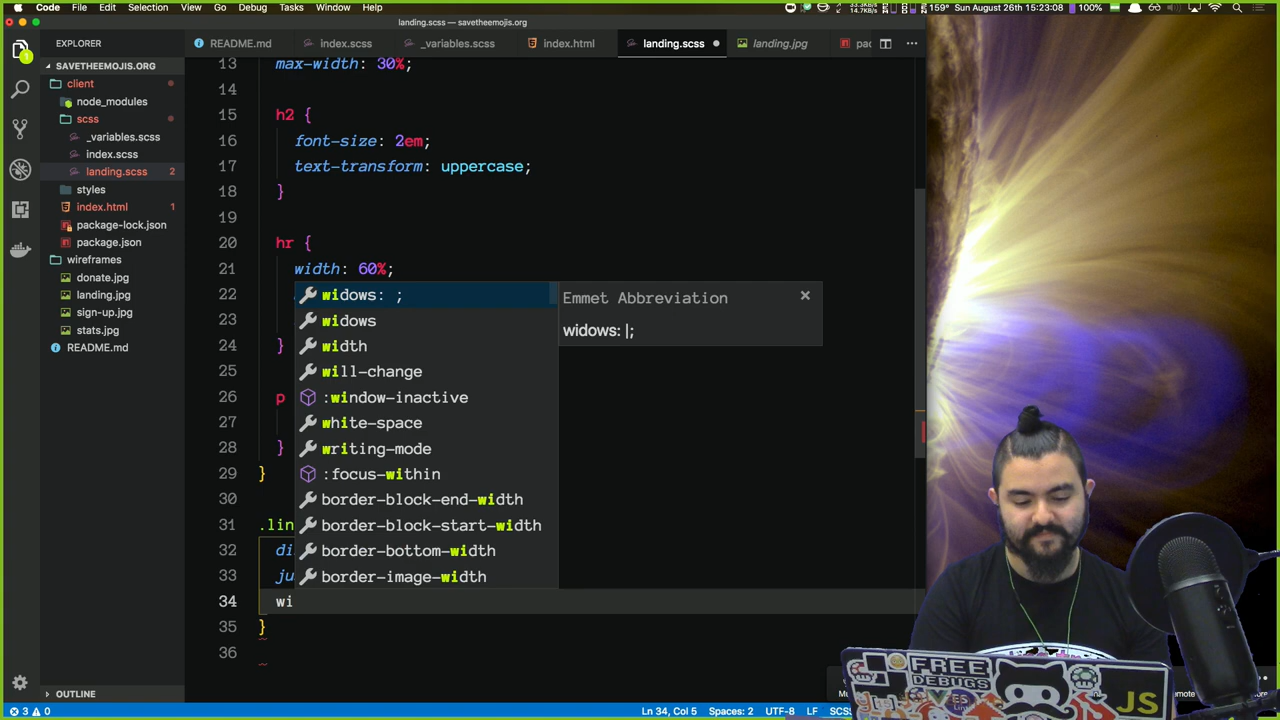 Code File Edit Selection View Go Debug Tasks Window Help
159° Sun August 26th 15:23:08 100%
landing.scss — savetheemojis.org
EXPLORER
README.md index.scss _variables.scss index.html landing.scss landing.jpg
SAVETHEEMOJIS.ORG
client
node_modules
scss
_variables.scss
index.scss
landing.scss 2
styles
index.html 1
package-lock.json
package.json
wireframes
donate.jpg
landing.jpg
sign-up.jpg
stats.jpg
README.md
OUTLINE
13 max-width: 30%;
14
15 h2 {
16 font-size: 2em;
17 text-transform: uppercase;
18 }
19
20 hr {
21 width: 60%;
22
23
24 }
25
26 p
27
28 }
29 }
30
31 .lin
32 di
33 ju
34 wi
35 }
36
widows: ;
widows
width
will-change
:window-inactive
white-space
writing-mode
:focus-within
border-block-end-width
border-block-start-width
border-bottom-width
border-image-width
Emmet Abbreviation
widows: |;
3 0 Ln 34, Col 5 Spaces: 2 UTF-8 LF SCSS
FREE
DEBUGS
JS